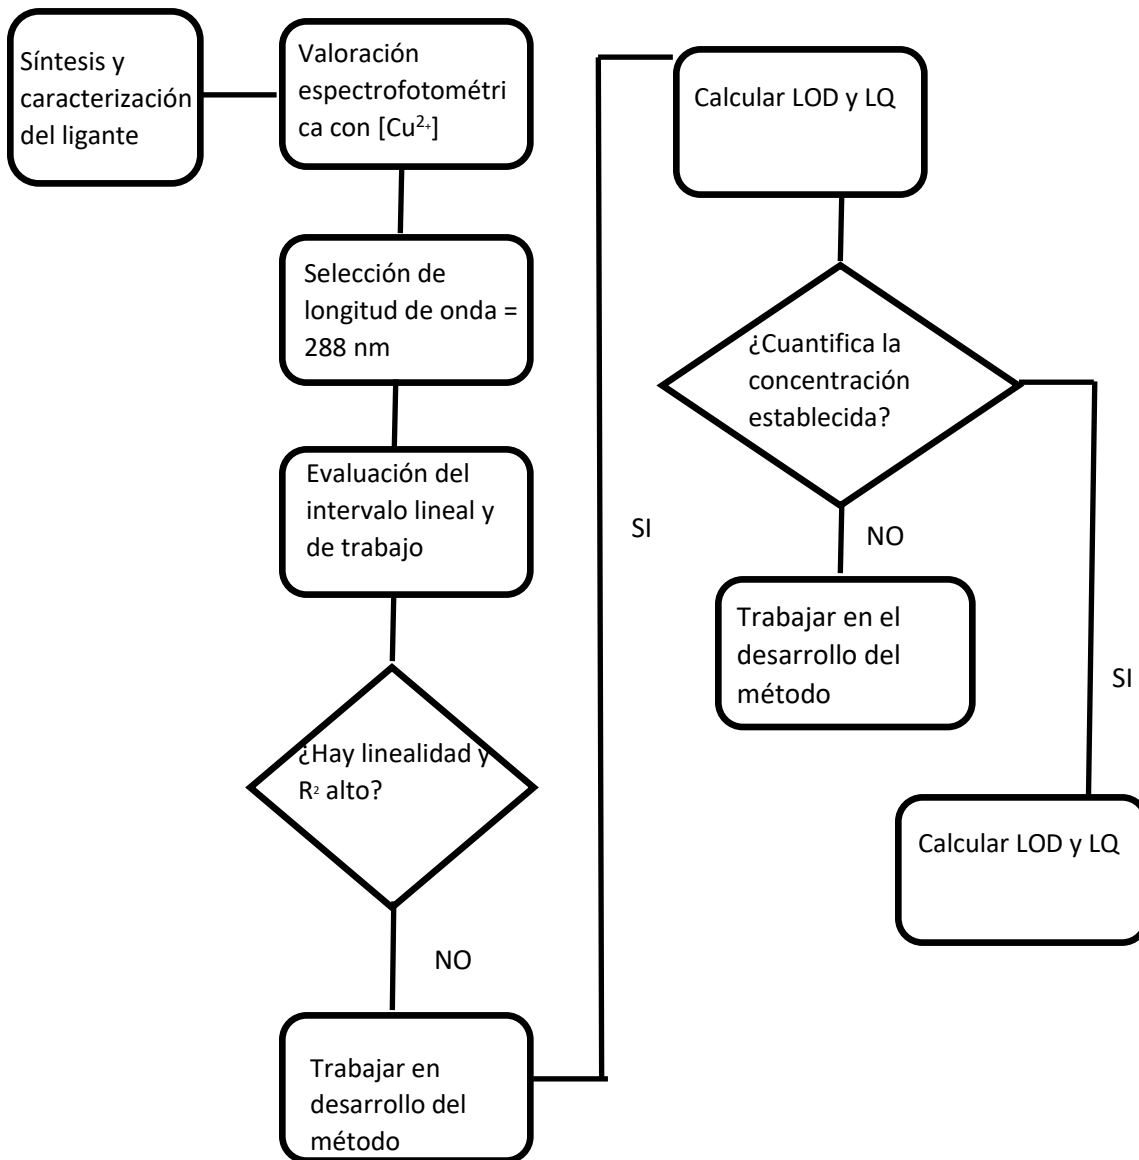 Síntesis y
caracterización
del ligante
Valoración
espectrofotométri
ca con [Cu²⁺]
Selección de
longitud de onda =
288 nm
Evaluación del
intervalo lineal y
de trabajo
¿Hay linealidad y
R² alto?
NO
Trabajar en
desarrollo del
método
SI
Calcular LOD y LQ
¿Cuantifica la
concentración
establecida?
NO
Trabajar en el
desarrollo del
método
SI
Calcular LOD y LQ